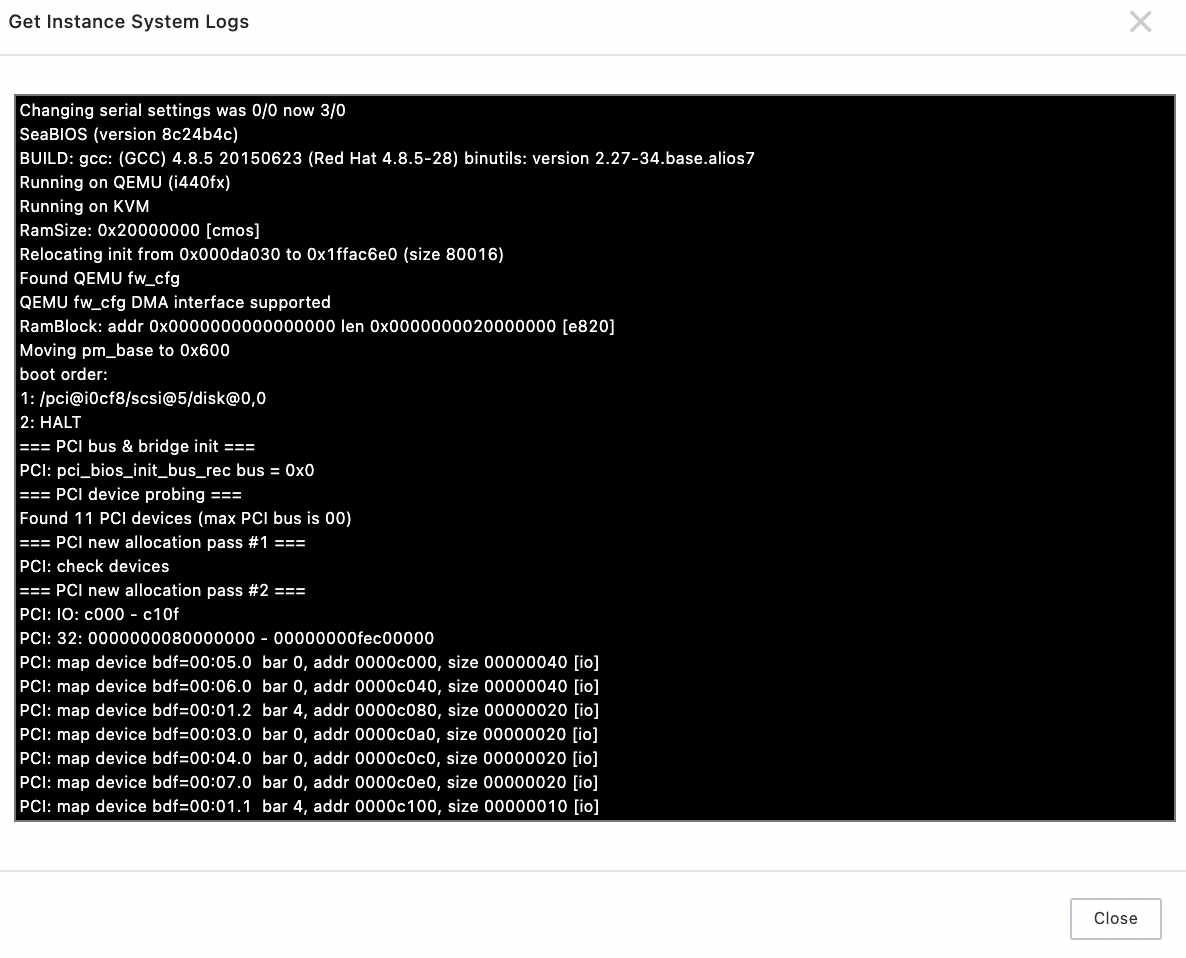 Get Instance System Logs
Changing serial settings was 0/0 now 3/0
SeaBIOS (version 8c24b4c)
BUILD: gcc: (GCC) 4.8.5 20150623 (Red Hat 4.8.5-28) binutils: version 2.27-34.base.alios7
Running on QEMU (i440fx)
Running on KVM
RamSize: 0x20000000 [cmos]
Relocating init from 0x000da030 to 0x1ffac6e0 (size 80016)
Found QEMU fw_cfg
QEMU fw_cfg DMA interface supported
RamBlock: addr 0x0000000000000000 len 0x0000000020000000 [e820]
Moving pm_base to 0x600
boot order:
1: /pci@i0cf8/scsi@5/disk@0,0
2: HALT
=== PCI bus & bridge init ===
PCI: pci_bios_init_bus_rec bus = 0x0
=== PCI device probing ===
Found 11 PCI devices (max PCI bus is 00)
=== PCI new allocation pass #1 ===
PCI: check devices
=== PCI new allocation pass #2 ===
PCI: IO: c000 - c10f
PCI: 32: 0000000080000000 - 00000000fec00000
PCI: map device bdf=00:05.0  bar 0, addr 0000c000, size 00000040 [io]
PCI: map device bdf=00:06.0  bar 0, addr 0000c040, size 00000040 [io]
PCI: map device bdf=00:01.2  bar 4, addr 0000c080, size 00000020 [io]
PCI: map device bdf=00:03.0  bar 0, addr 0000c0a0, size 00000020 [io]
PCI: map device bdf=00:04.0  bar 0, addr 0000c0c0, size 00000020 [io]
PCI: map device bdf=00:07.0  bar 0, addr 0000c0e0, size 00000020 [io]
PCI: map device bdf=00:01.1  bar 4, addr 0000c100, size 00000010 [io]
Close